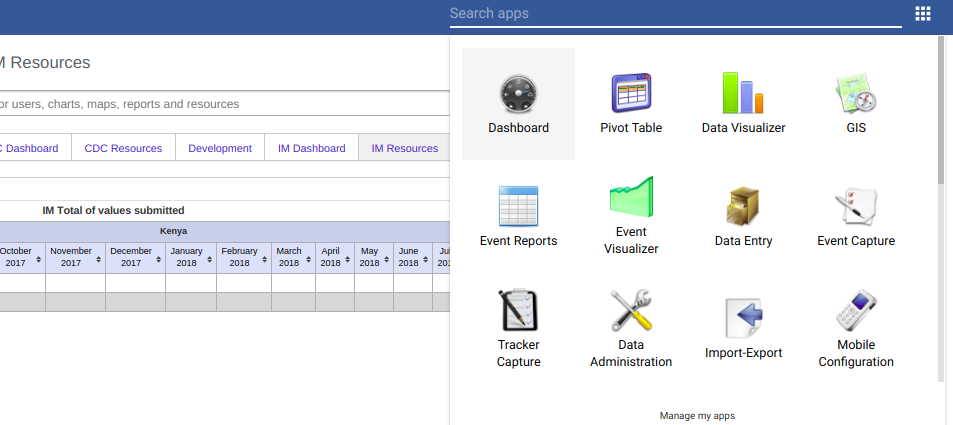 Search apps
M Resources
or users, charts, maps, reports and resources
C Dashboard
CDC Resources
Development
IM Dashboard
IM Resources
IM Total of values submitted
Kenya
October
2017
November
2017
December
2017
January
2018
February
2018
March
2018
April
2018
May
2018
June
2018
Ju
20
Dashboard
Pivot Table
Data Visualizer
GIS
Event Reports
Event
Visualizer
Data Entry
Event Capture
Tracker
Capture
Data
Administration
Import-Export
Mobile
Configuration
Manage my apps